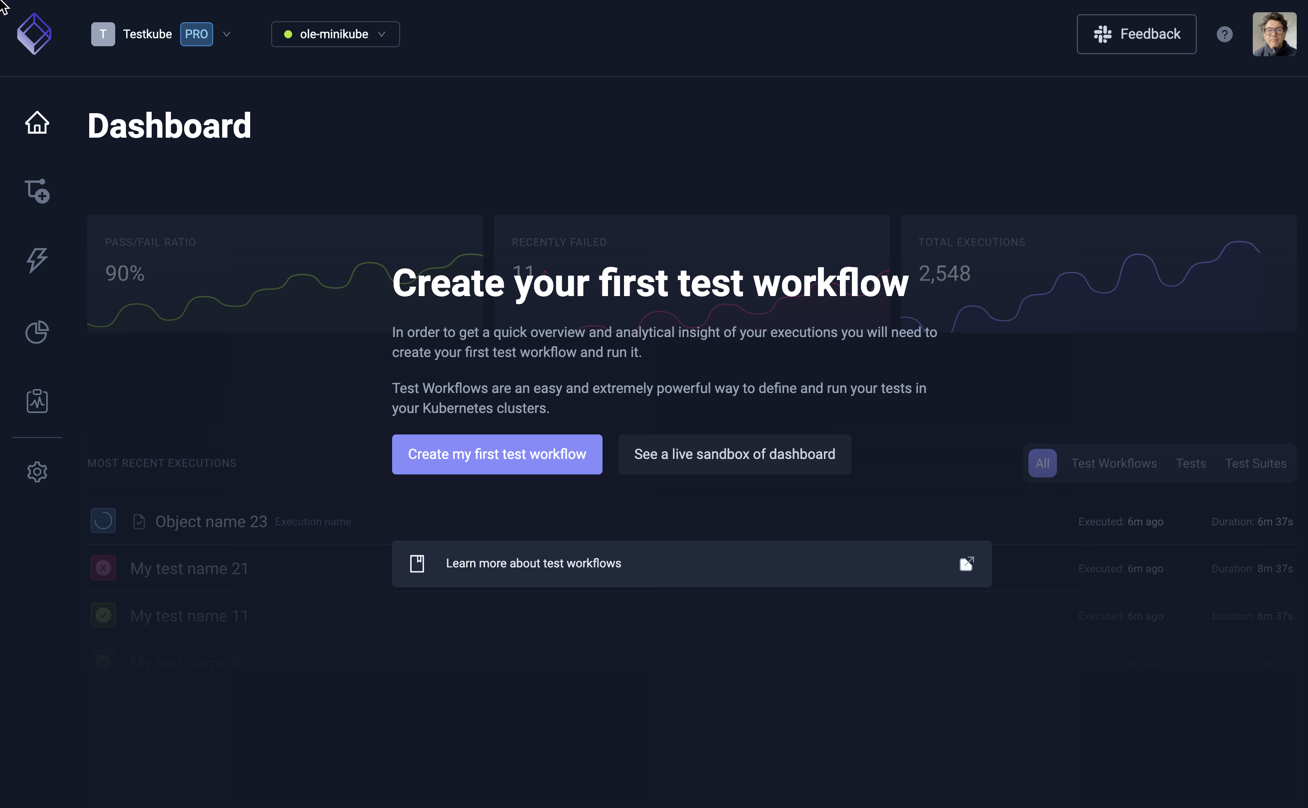 T Testkube PRO
ole-minikube
Feedback
?
Dashboard
PASS/FAIL RATIO
90%
RECENTLY FAILED
11
TOTAL EXECUTIONS
2,548
Create your first test workflow
In order to get a quick overview and analytical insight of your executions you will need to
create your first test workflow and run it.
Test Workflows are an easy and extremely powerful way to define and run your tests in
your Kubernetes clusters.
Create my first test workflow
See a live sandbox of dashboard
MOST RECENT EXECUTIONS
All Test Workflows Tests Test Suites
Object name 23 Execution name Executed: 6m ago Duration: 6m 37s
Learn more about test workflows
My test name 21 Executed: 6m ago Duration: 8m 37s
My test name 11 Executed: 6m ago Duration: 6m 37s
My test name 8